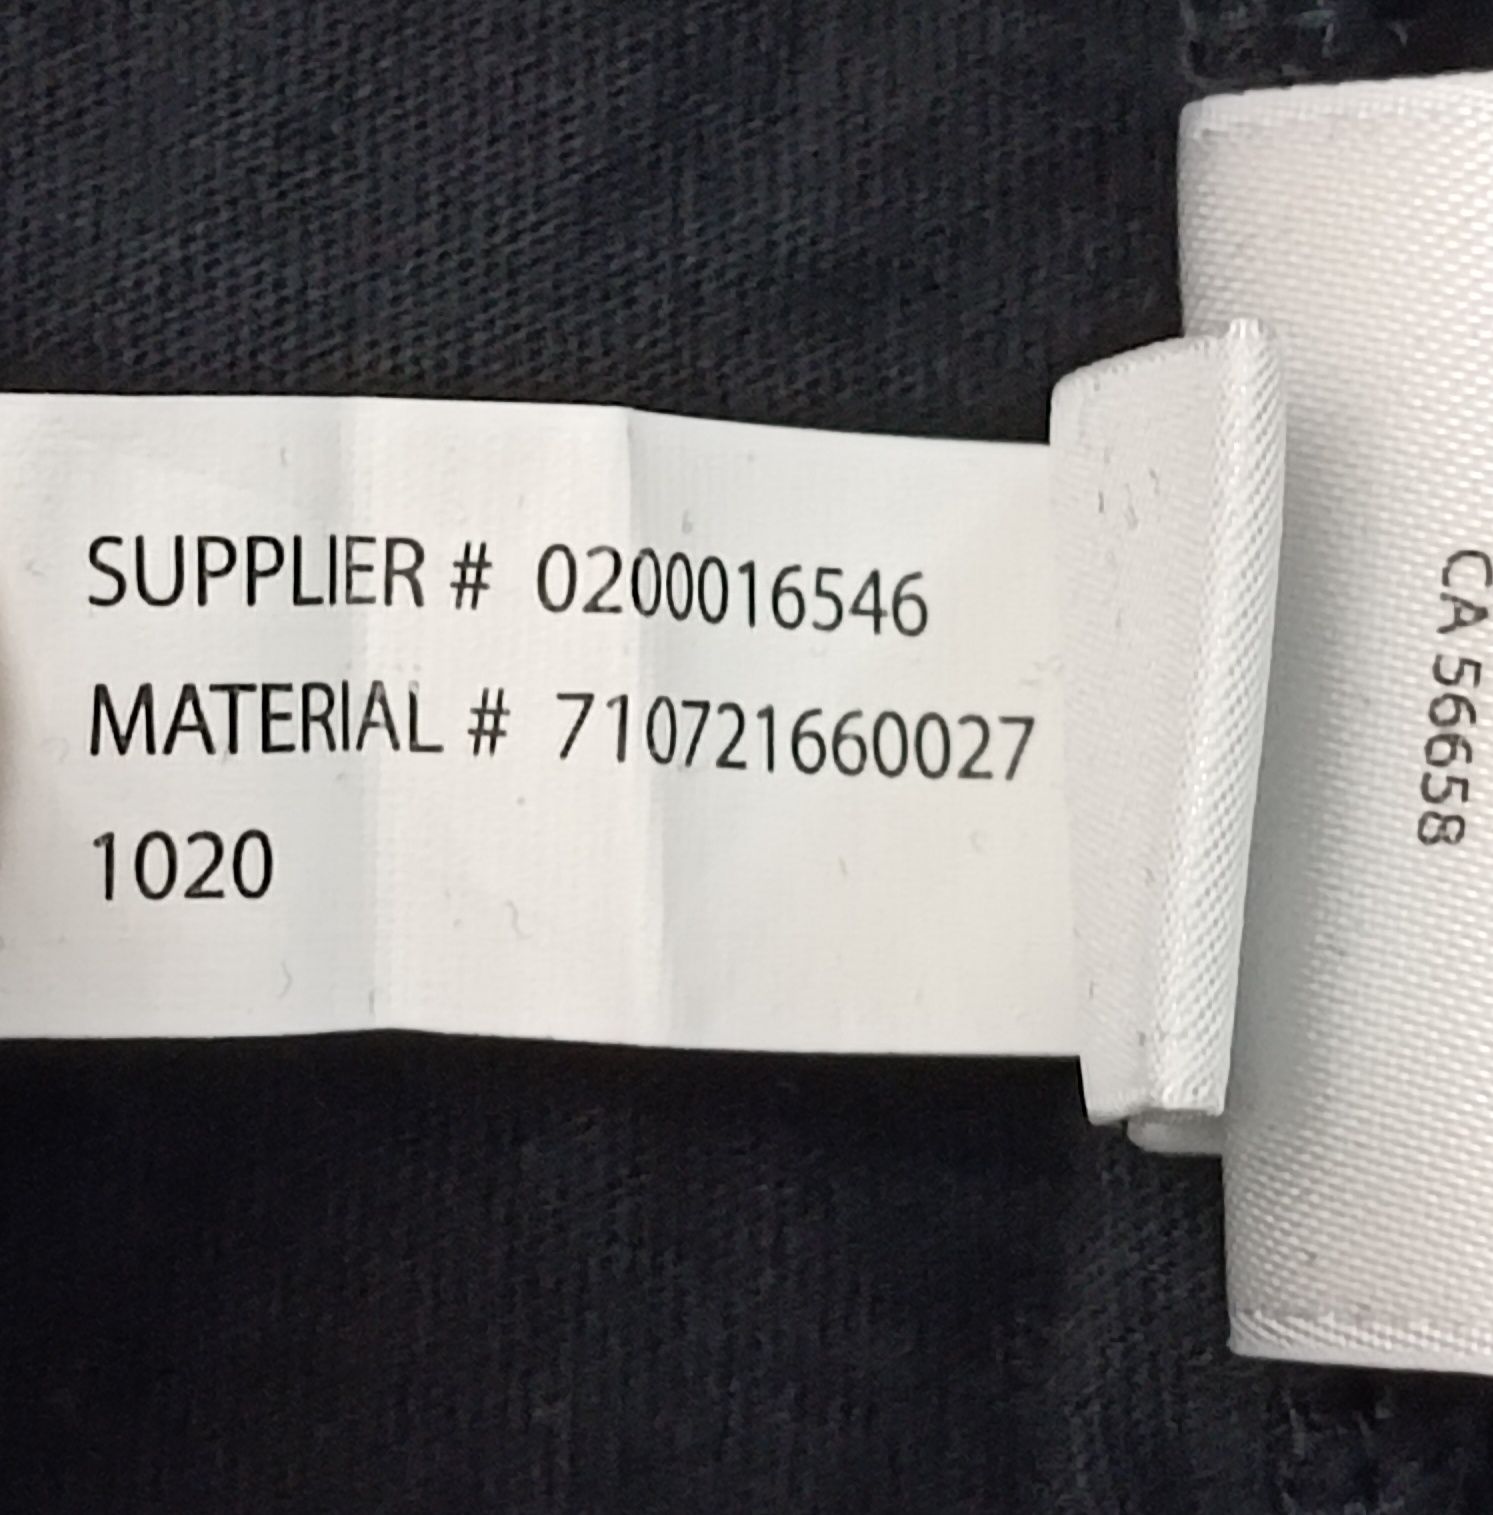 SUPPLIER # 0200016546
MATERIAL # 710721660027
1020
CA 56658